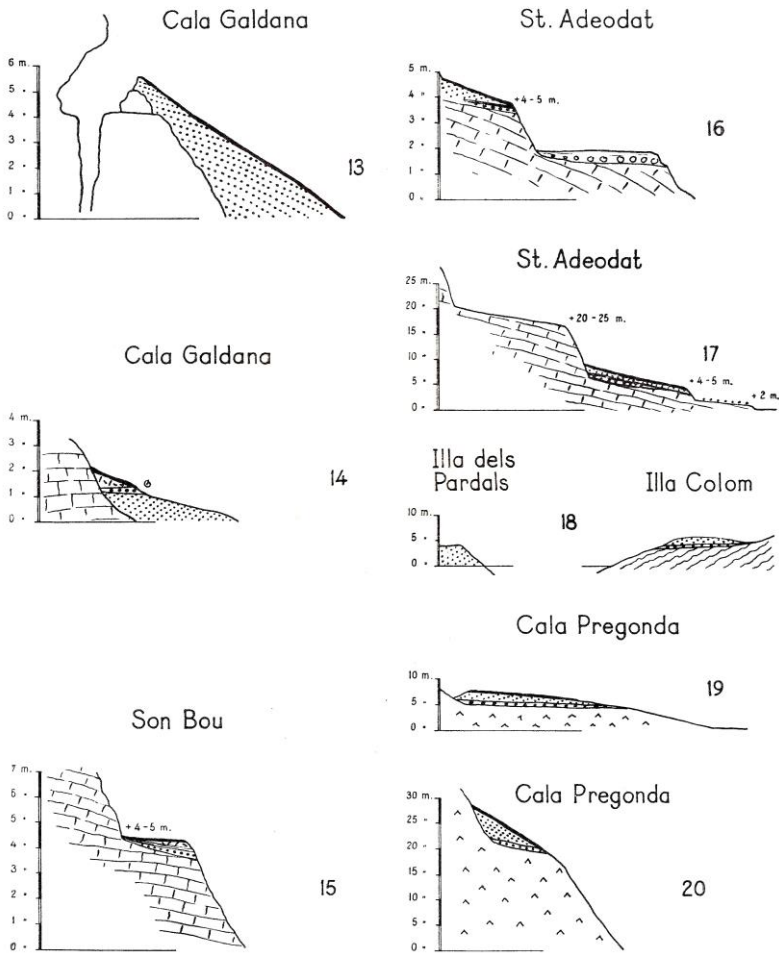 Cala Galdana
6 m.
5 "
4 "
3 "
2 "
1 "
0 "
13
Cala Galdana
4 m.
3 "
2 "
1 "
0 "
14
Son Bou
7 m.
6 "
5 "
4 "
3 "
2 "
1 "
0 "
+4-5 m.
15
St. Adeodat
5 m.
4 "
3 "
2 "
1 "
0 "
+4-5 m.
16
St. Adeodat
25 m.
20 "
15 "
10 "
5 "
0 "
+20-25 m.
17
+4-5 m.
+2 m.
Illa dels
Pardals
10 m.
5 "
0 "
18
Illa Colom
Cala Pregonda
10 m.
5 "
0 "
19
Cala Pregonda
30 m.
20 "
10 "
0 "
20